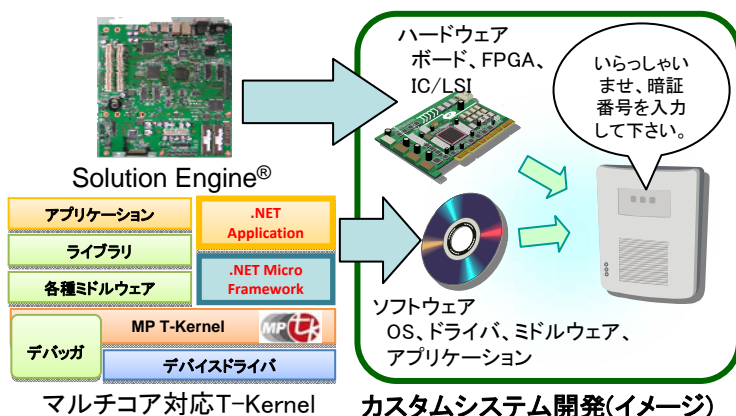 Solution Engine®
アプリケーション
ライブラリ
各種ミドルウェア
.NET
Application
.NET Micro
Framework
MP T-Kernel
MP tk
デバッガ
デバイスドライバ
マルチコア対応T-Kernel
ハードウェア
ボード、FPGA、
IC/LSI
いらっしゃい
ませ、暗証
番号を入力
して下さい。
ソフトウェア
OS、ドライバ、ミドルウェア、
アプリケーション
カスタムシステム開発(イメージ)